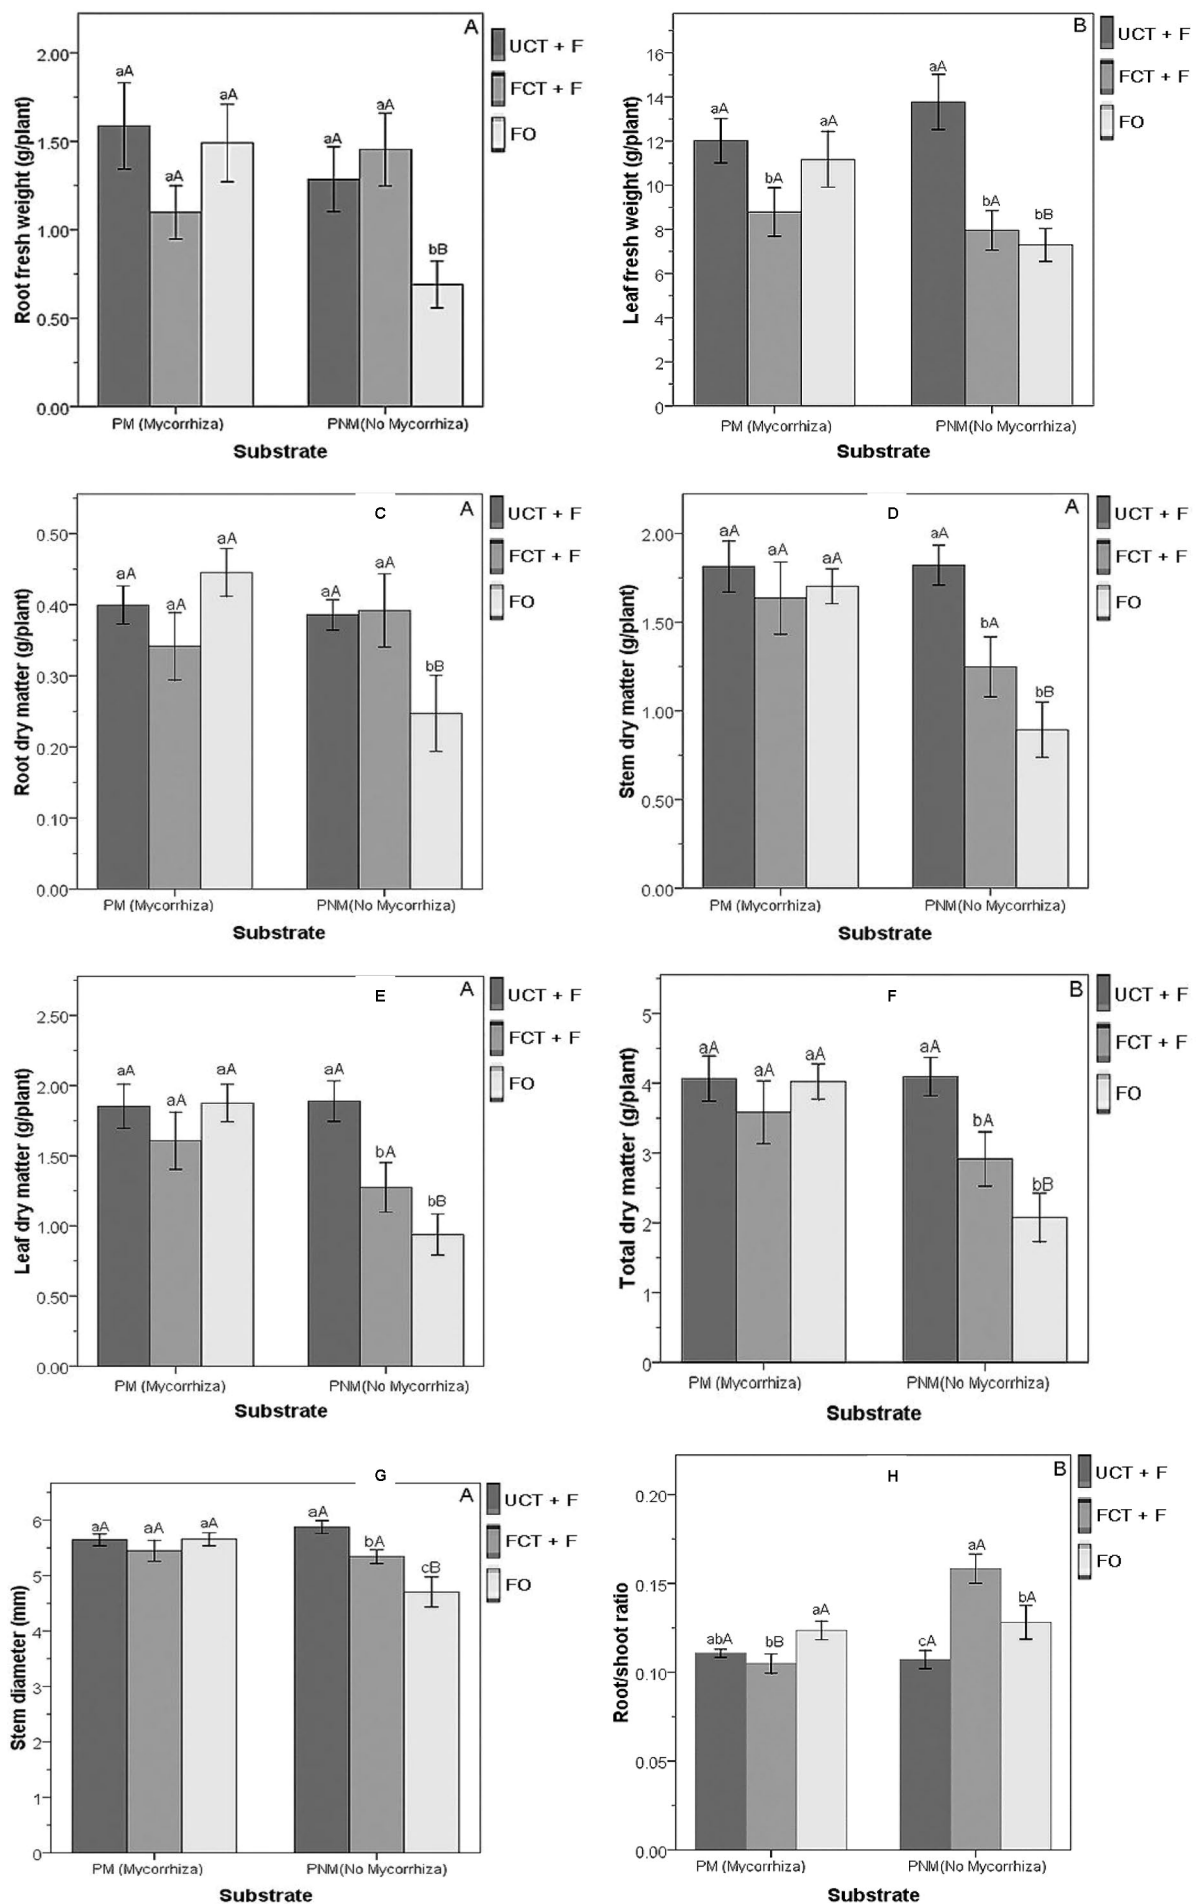 A
UCT + F
FCT + F
FO
Root fresh weight (g/plant)
2.00
1.50
1.00
0.50
0.00
aA
aA
aA
aA
aA
bB
PM (Mycorrhiza)
PNM(No Mycorrhiza)
Substrate
B
UCT + F
FCT + F
FO
Leaf fresh weight (g/plant)
16
14
12
10
8
6
4
2
0
aA
bA
aA
aA
bA
bB
PM (Mycorrhiza)
PNM(No Mycorrhiza)
Substrate
C
A
UCT + F
FCT + F
FO
Root dry matter (g/plant)
0.50
0.40
0.30
0.20
0.10
0.00
aA
aA
aA
aA
aA
bB
PM (Mycorrhiza)
PNM(No Mycorrhiza)
Substrate
D
A
UCT + F
FCT + F
FO
Stem dry matter (g/plant)
2.00
1.50
1.00
0.50
0.00
aA
aA
aA
aA
bA
bB
PM (Mycorrhiza)
PNM(No Mycorrhiza)
Substrate
E
A
UCT + F
FCT + F
FO
Leaf dry matter (g/plant)
2.50
2.00
1.50
1.00
0.50
0.00
aA
aA
aA
aA
bA
bB
PM (Mycorrhiza)
PNM(No Mycorrhiza)
Substrate
F
B
UCT + F
FCT + F
FO
Total dry matter (g/plant)
5
4
3
2
1
0
aA
aA
aA
aA
bA
bB
PM (Mycorrhiza)
PNM(No Mycorrhiza)
Substrate
G
A
UCT + F
FCT + F
FO
Stem diameter (mm)
6
5
4
3
2
1
0
aA
aA
aA
aA
bA
cB
PM (Mycorrhiza)
PNM(No Mycorrhiza)
Substrate
H
B
UCT + F
FCT + F
FO
Root/shoot ratio
0.20
0.15
0.10
0.05
0.00
abA
bB
aA
cA
aA
bA
PM (Mycorrhiza)
PNM(No Mycorrhiza)
Substrate